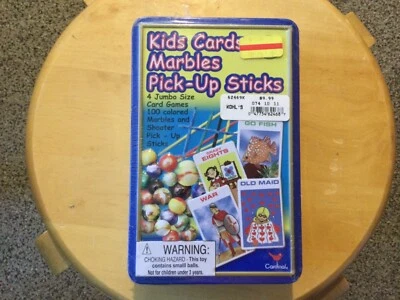 Kids Cards
Marbles
Pick-Up Sticks
4 Jumbo Size
Card Games
100 colored
Marbles and
Shooter
Pick - Up
Sticks
KOHL'S
GO FISH
CRAZY
EIGHTS
OLD MAID
WAR
WARNING:
CHOKING HAZARD - This toy
contains small balls.
Not for children under 3 years.
Cardinal